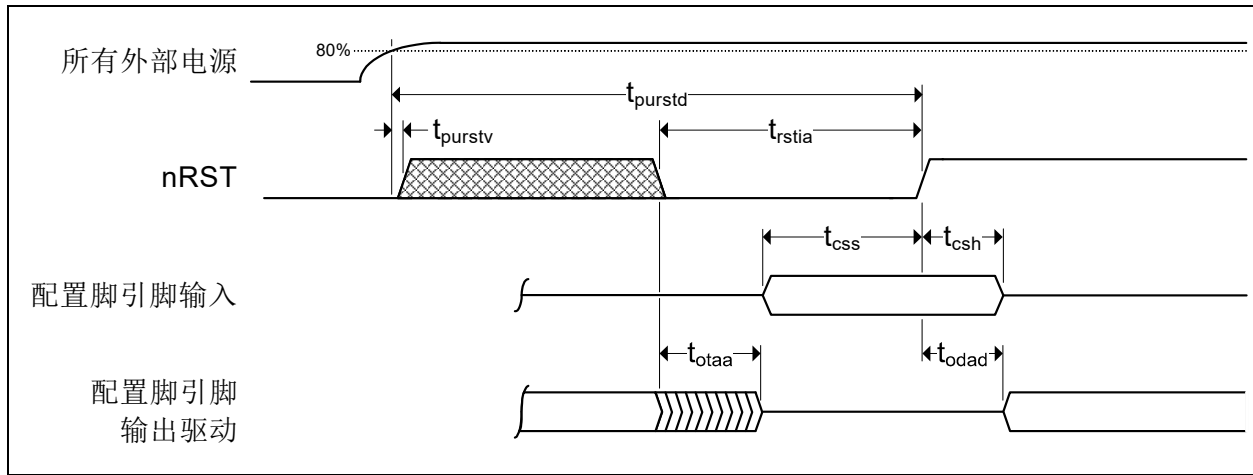 所有外部电源
80%
tpurstd
tpurstv
trstia
nRST
tcss
tcsh
配置脚引脚输入
totaa
todad
配置脚引脚
输出驱动